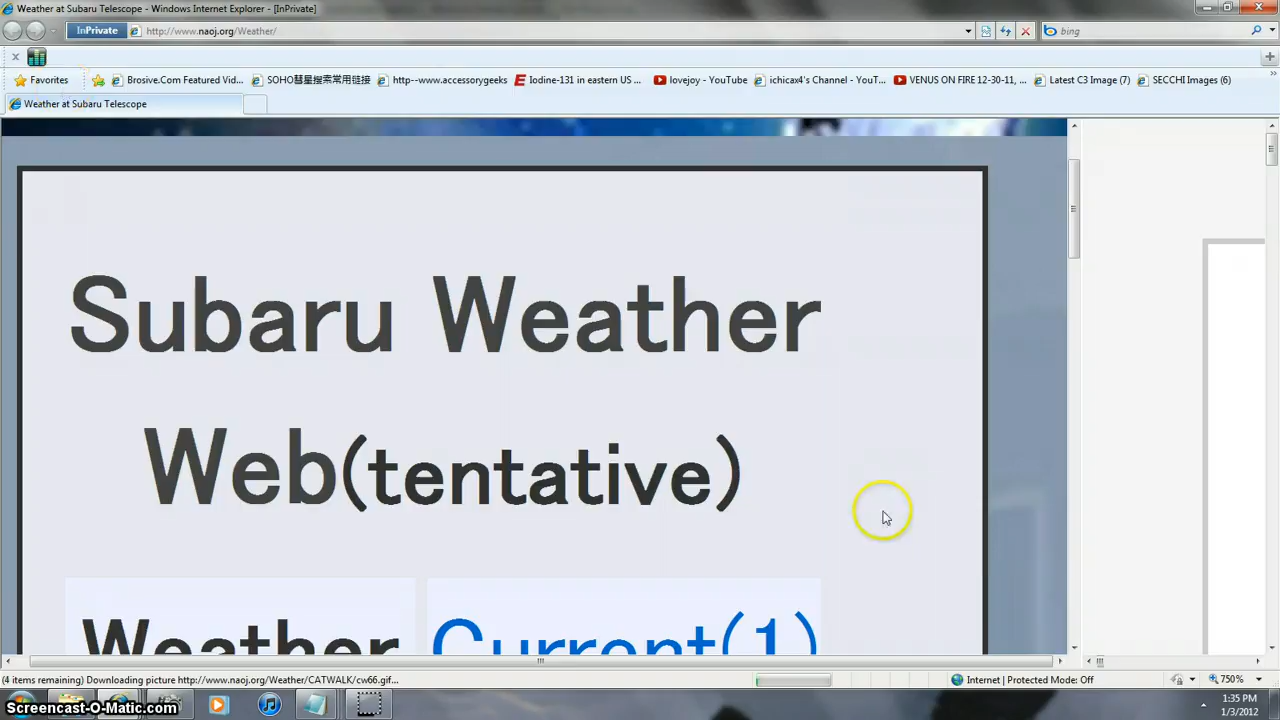 Weather at Subaru Telescope - Windows Internet Explorer - [InPrivate]
InPrivate http://www.naoj.org/Weather/ bing
Favorites Brosive.Com Featured Vid... SOHO彗星搜索常用链接 http--www.accessorygeeks Iodine-131 in eastern US ... lovejoy - YouTube ichicax4's Channel - YouT... VENUS ON FIRE 12-30-11, ... Latest C3 Image (7) SECCHI Images (6)
Weather at Subaru Telescope
Subaru Weather
Web(tentative)
Weather Current(1)
(4 items remaining) Downloading picture http://www.naoj.org/Weather/CATWALK/cw66.gif... Internet | Protected Mode: Off 750%
Screencast-O-Matic.com 1:35 PM
1/3/2012